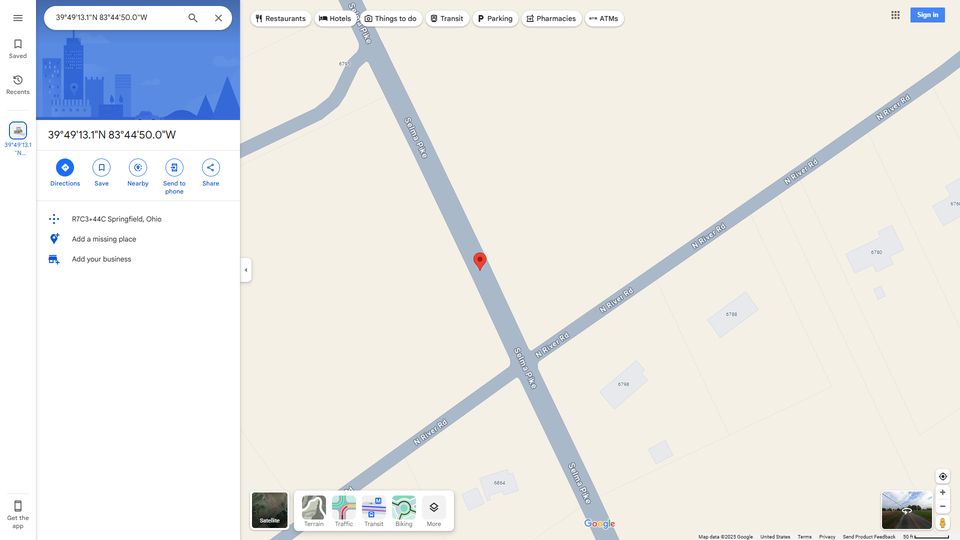 39°49'13.1"N 83°44'50.0"W
Restaurants
Hotels
Things to do
Transit
Parking
Pharmacies
ATMs
Sign in
Saved
Recents
39°49'13.1
"N...
39°49'13.1"N 83°44'50.0"W
Directions
Save
Nearby
Send to
phone
Share
R7C3+44C Springfield, Ohio
Add a missing place
Add your business
Get the
app
Selma Pike
Selma Pike
Selma Pike
Selma Pike
N River Rd
N River Rd
N River Rd
N River Rd
N River Rd
N River Rd
6780
6788
6798
6864
Satellite
Terrain
Traffic
Transit
Biking
More
Google
Map data ©2025 Google
United States
Terms
Privacy
Send Product Feedback
50 ft